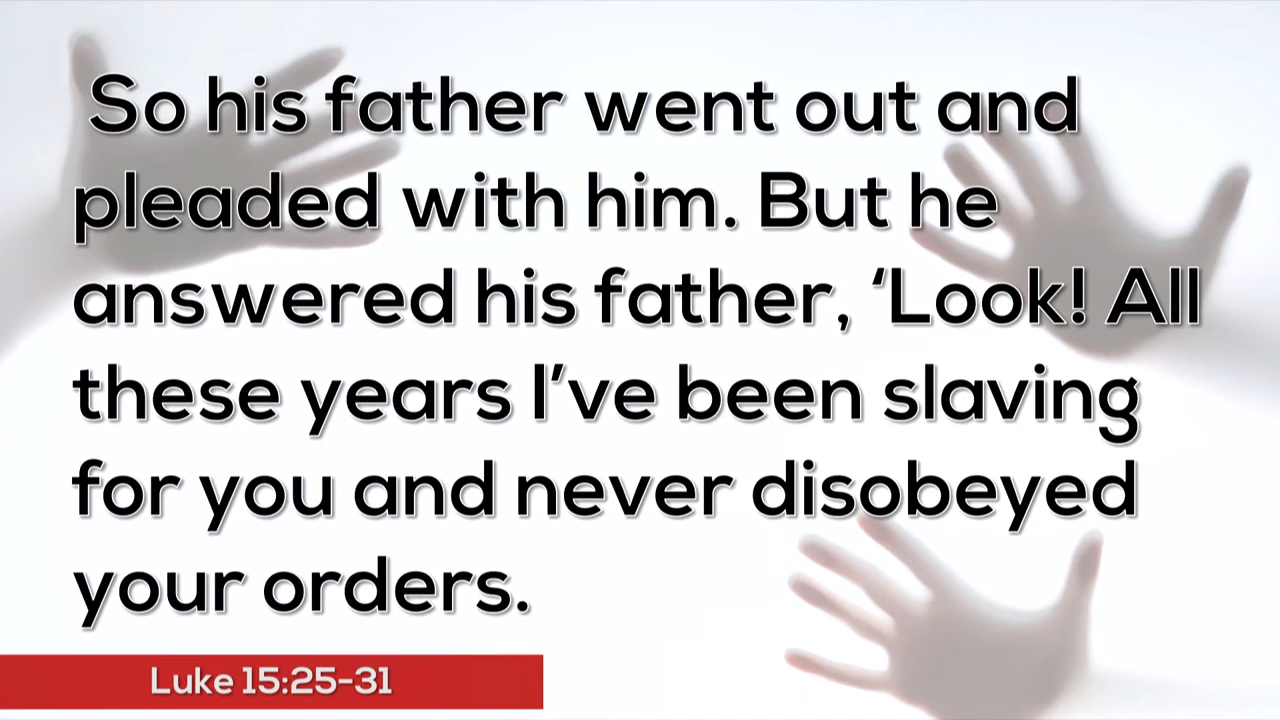 So his father went out and
pleaded with him. But he
answered his father, ‘Look! All
these years I’ve been slaving
for you and never disobeyed
your orders.
Luke 15:25-31